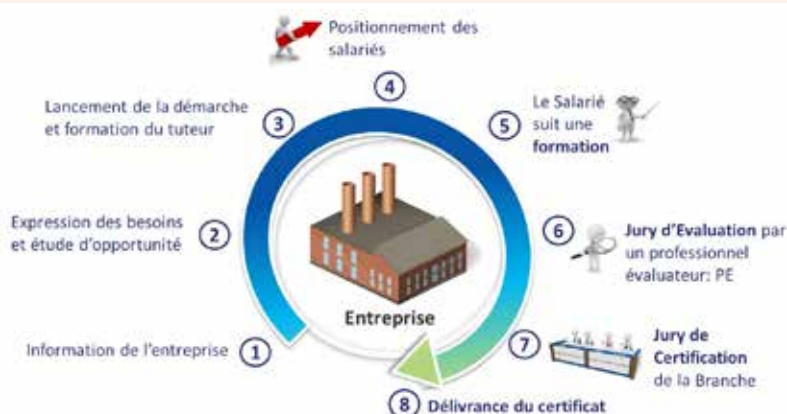 Positionnement des
salariés
4
Lancement de la démarche
et formation du tuteur
3
5
Le Salarié
suit une
formation
Expression des besoins
et étude d'opportunité
2
6
Jury d'Evaluation par
un professionnel
évaluateur: PE
Entreprise
Information de l'entreprise
1
7
Jury de
Certification
de la Branche
8
Délivrance du certificat